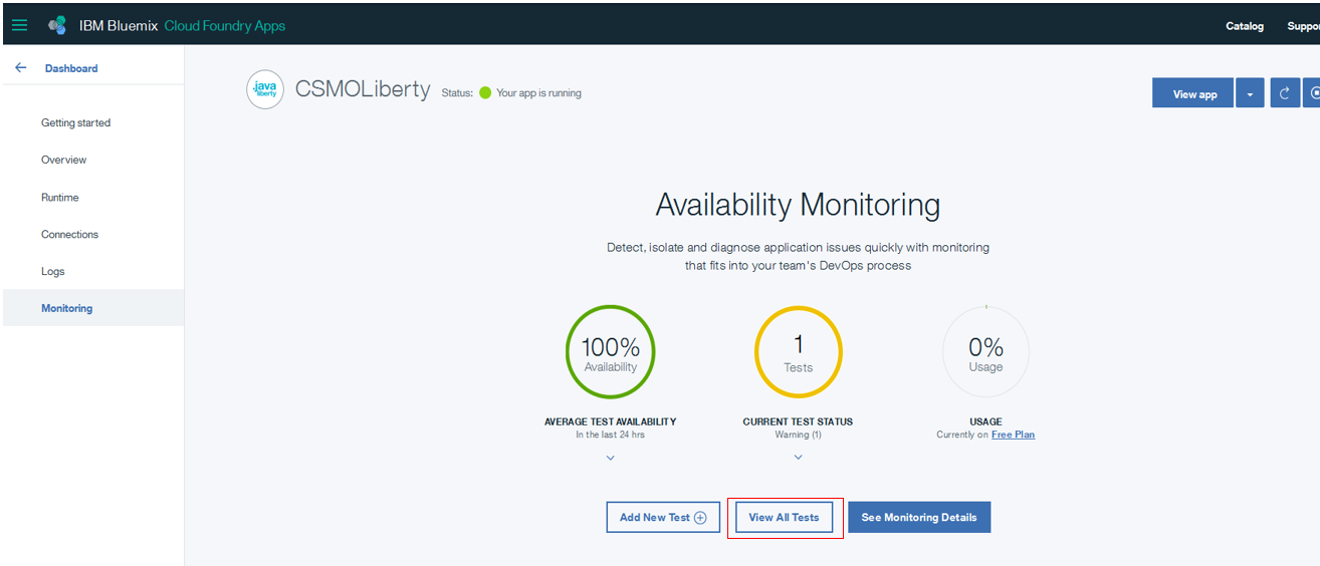 IBM Bluemix Cloud Foundry Apps
Catalog
Suppor
Dashboard
Getting started
Overview
Runtime
Connections
Logs
Monitoring
java
liberty
CSMOLiberty
Status: Your app is running
View app
Availability Monitoring
Detect, isolate and diagnose application issues quickly with monitoring
that fits into your team's DevOps process
100%
Availability
1
Tests
0%
Usage
AVERAGE TEST AVAILABILITY
In the last 24 hrs
CURRENT TEST STATUS
Warning (1)
USAGE
Currently on Free Plan
Add New Test
View All Tests
See Monitoring Details